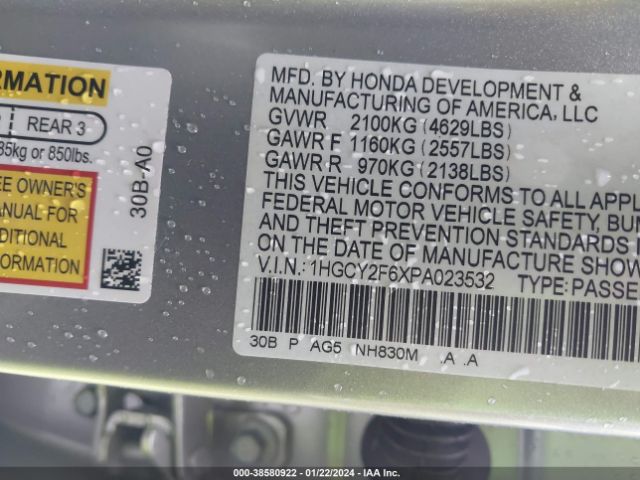 RMATION
REAR 3
85kg or 850lbs.
EE OWNER'S
ANUAL FOR
DDITIONAL
FORMATION
30B-A0
MFD. BY HONDA DEVELOPMENT &
MANUFACTURING OF AMERICA, LLC
GVWR 2100KG (4629LBS)
GAWR F 1160KG (2557LBS)
GAWR R 970KG (2138LBS)
THIS VEHICLE CONFORMS TO ALL APPL
FEDERAL MOTOR VEHICLE SAFETY, BUM
AND THEFT PREVENTION STANDARDS
ON THE DATE OF MANUFACTURE SHOW
V.I.N.: 1HGCY2F6XPA023532 TYPE:PASSE
30B P AG5 NH830M .A .A
000-38580922 - 01/22/2024 - IAA Inc.